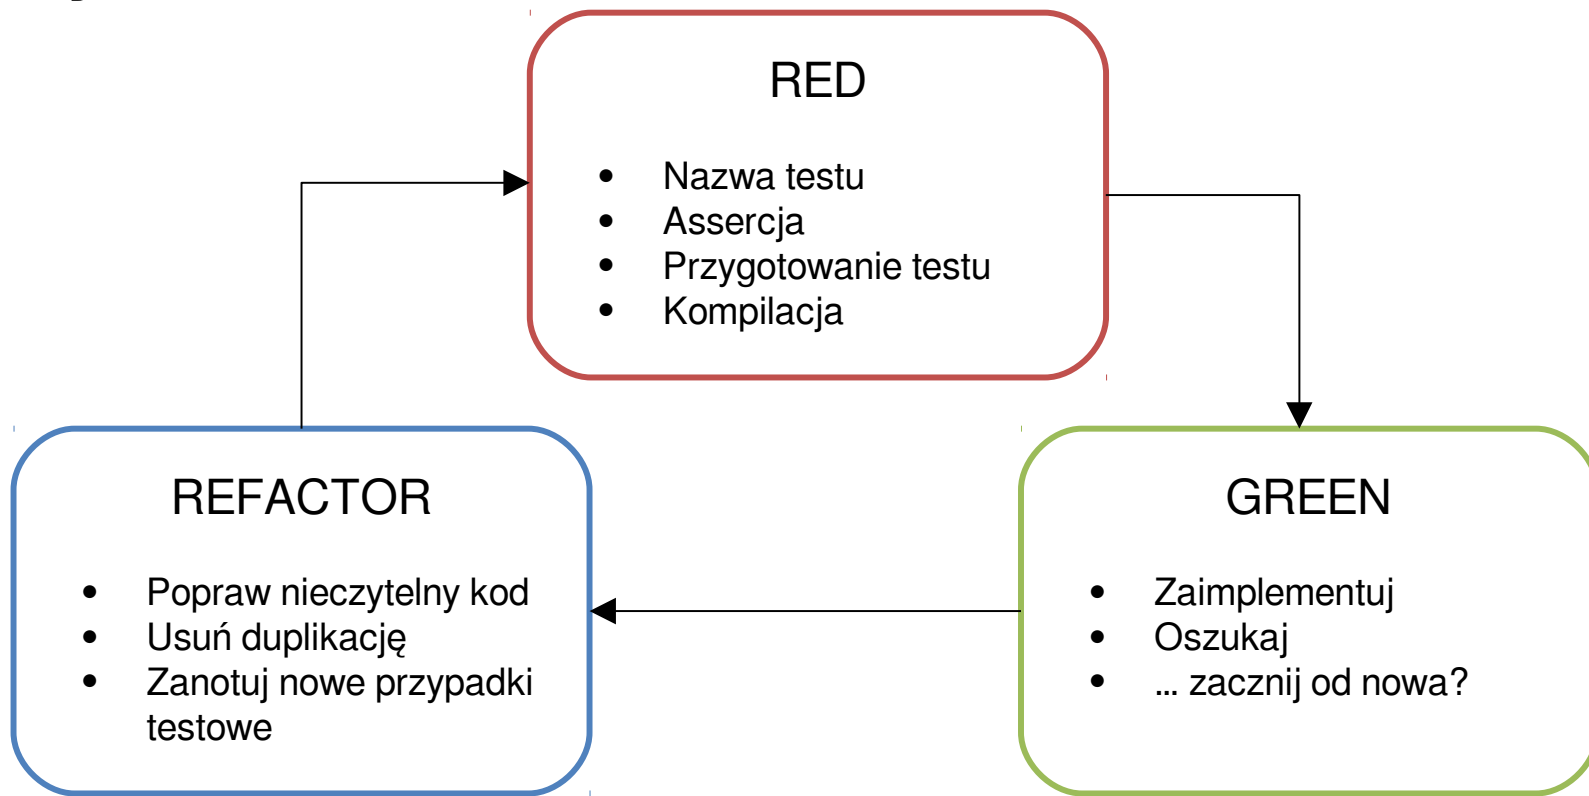 RED
• Nazwa testu
• Assercja
• Przygotowanie testu
• Kompilacja
REFACTOR
• Popraw nieczytelny kod
• Usuń duplikację
• Zanotuj nowe przypadki
testowe
GREEN
• Zaimplementuj
• Oszukaj
• ... zacznij od nowa?